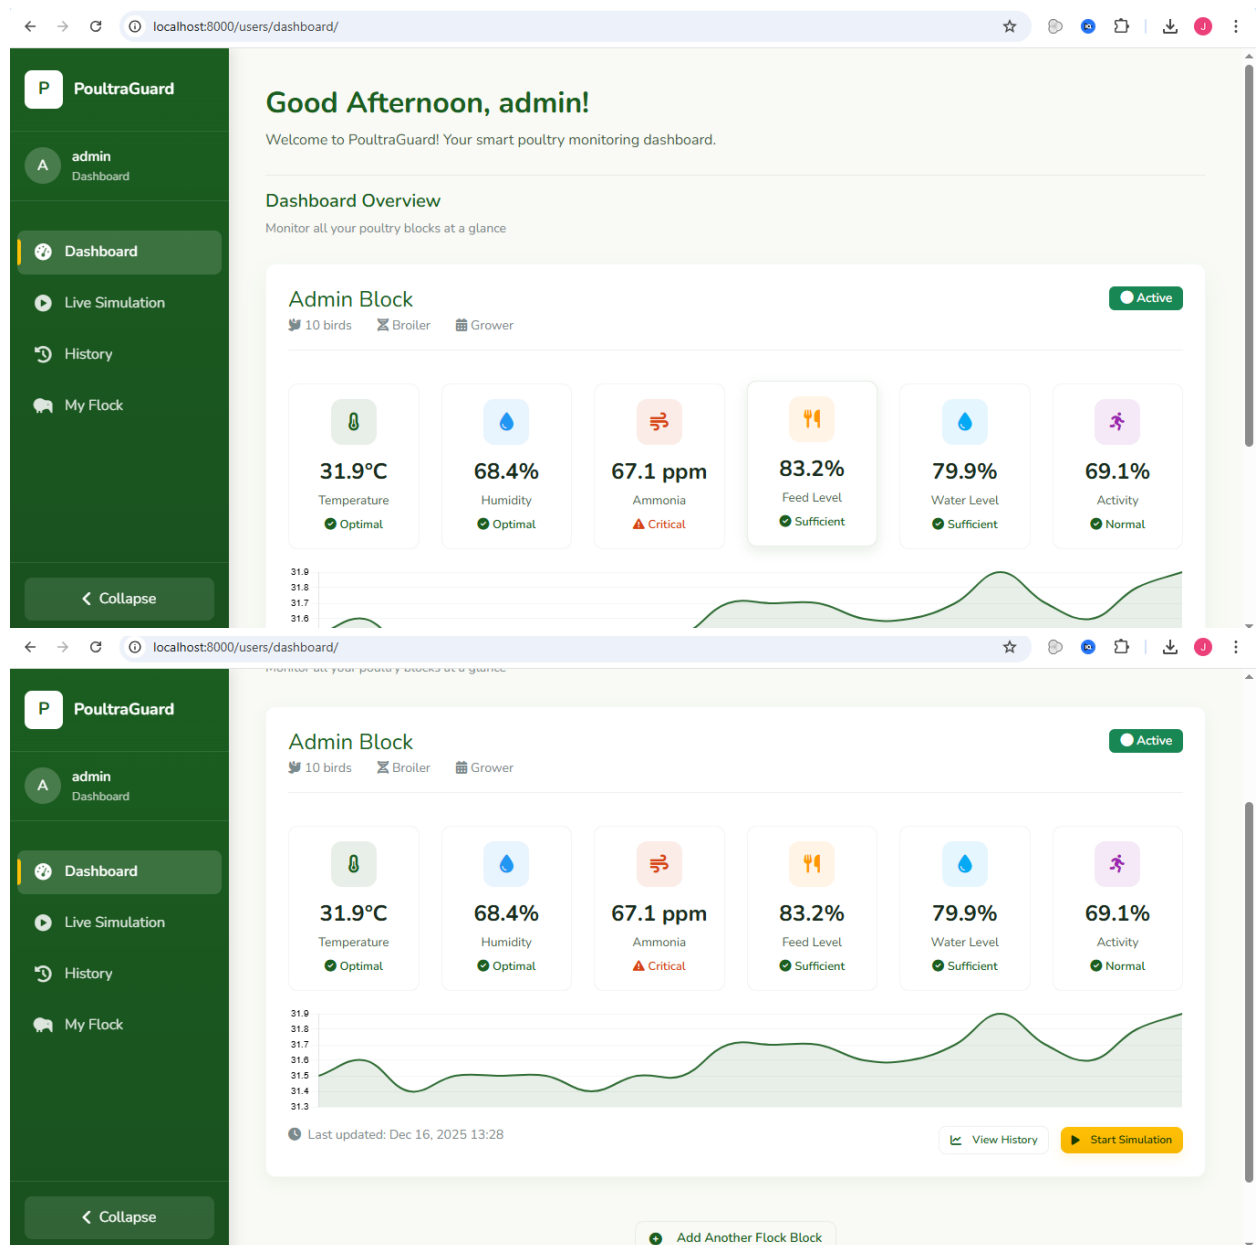 localhost:8000/users/dashboard/
J
P
PoultraGuard
A
admin
Dashboard
Dashboard
Live Simulation
History
My Flock
Collapse
Good Afternoon, admin!
Welcome to PoultraGuard! Your smart poultry monitoring dashboard.
Dashboard Overview
Monitor all your poultry blocks at a glance
Admin Block
Active
10 birds Broiler Grower
31.9°C
Temperature
Optimal
68.4%
Humidity
Optimal
67.1 ppm
Ammonia
Critical
83.2%
Feed Level
Sufficient
79.9%
Water Level
Sufficient
69.1%
Activity
Normal
31.9
31.8
31.7
31.6
localhost:8000/users/dashboard/
J
P
PoultraGuard
A
admin
Dashboard
Dashboard
Live Simulation
History
My Flock
Collapse
Monitor all your poultry blocks at a glance
Admin Block
Active
10 birds Broiler Grower
31.9°C
Temperature
Optimal
68.4%
Humidity
Optimal
67.1 ppm
Ammonia
Critical
83.2%
Feed Level
Sufficient
79.9%
Water Level
Sufficient
69.1%
Activity
Normal
31.9
31.8
31.7
31.6
31.5
31.4
31.3
Last updated: Dec 16, 2025 13:28
View History
Start Simulation
Add Another Flock Block